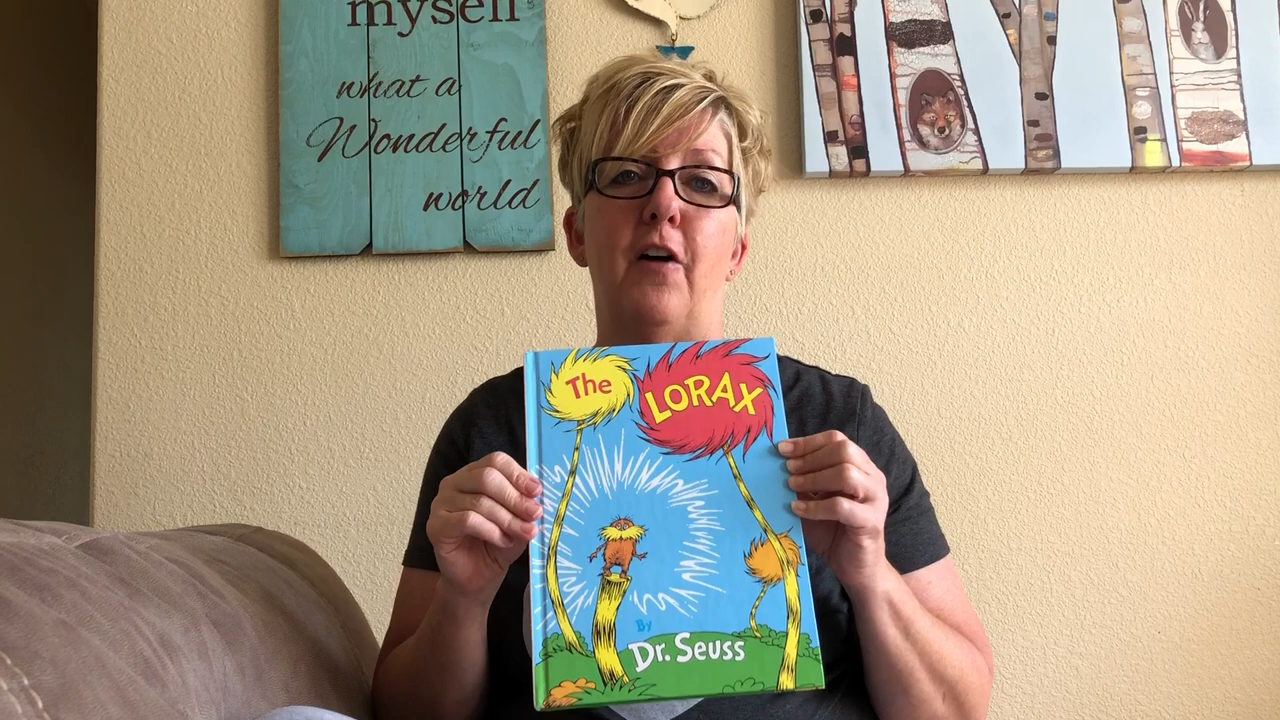 myself
what a
Wonderful
world
The
LORAX
By
Dr. Seuss